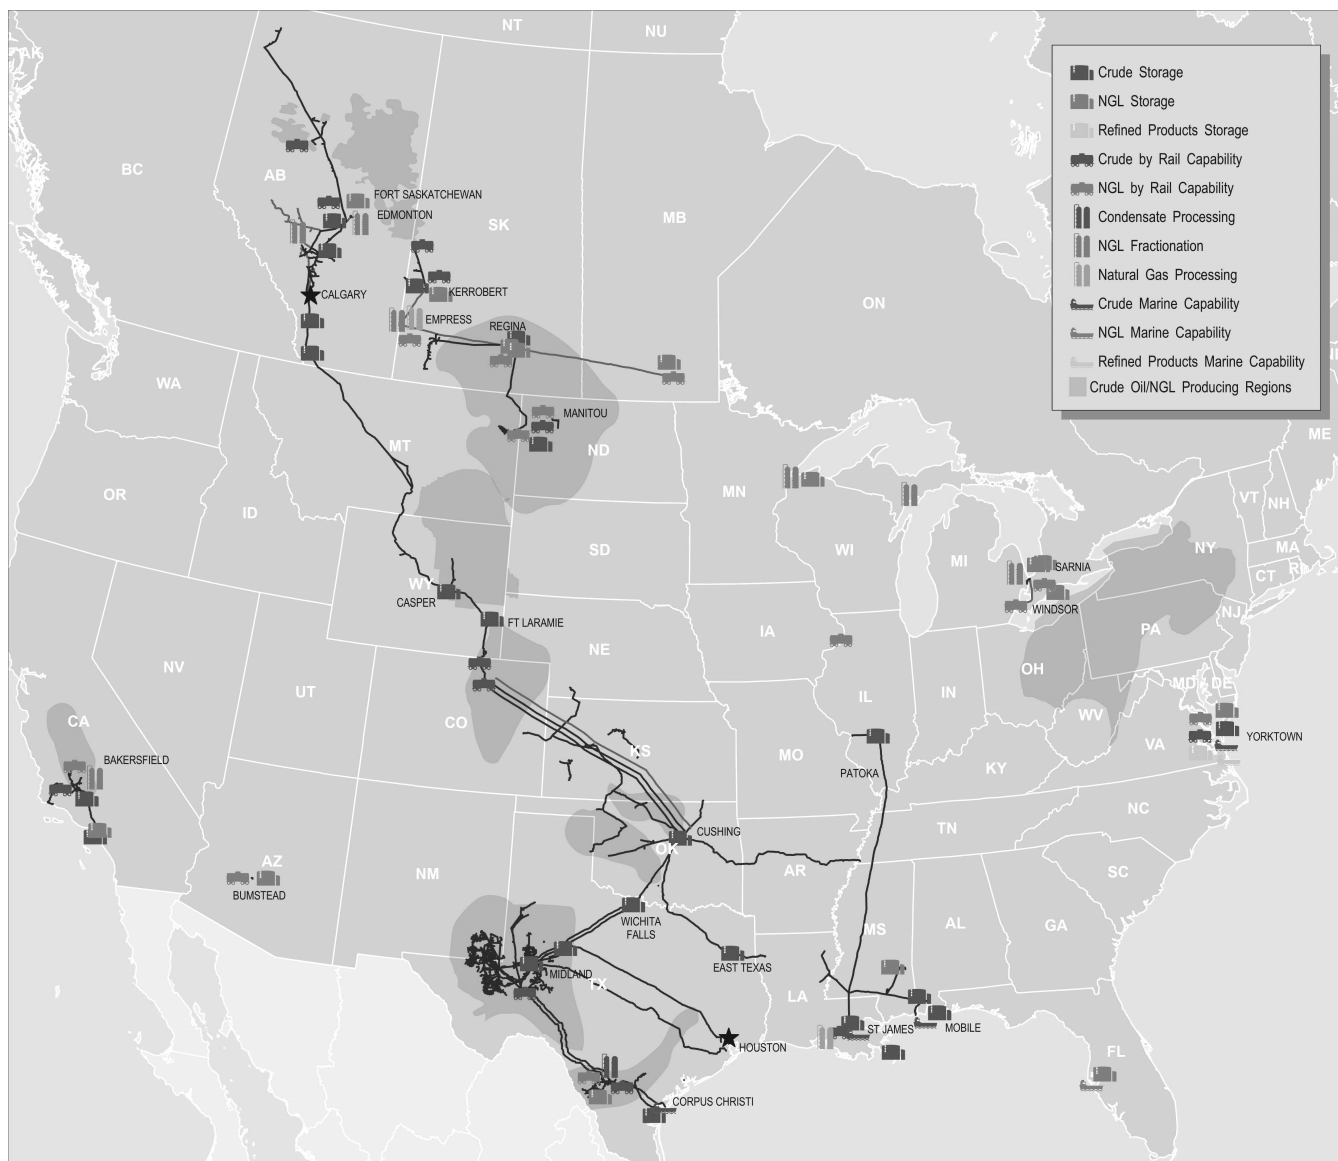 NT
NU
AK
Crude Storage
NGL Storage
Refined Products Storage
Crude by Rail Capability
NGL by Rail Capability
Condensate Processing
NGL Fractionation
Natural Gas Processing
Crude Marine Capability
NGL Marine Capability
Refined Products Marine Capability
Crude Oil/NGL Producing Regions
BC
AB
FORT SASKATCHEWAN
EDMONTON
SK
MB
ON
CALGARY
KERROBERT
EMPRESS
REGINA
WA
MANITOU
MT
ND
ME
OR
ID
MN
VT
NH
SD
WI
MI
NY
MA
SARNIA
CT
RI
WY
CASPER
WINDSOR
NJ
FT LARAMIE
IA
PA
NE
NV
UT
OH
IL
IN
MD
DE
CA
CO
WV
KS
VA
YORKTOWN
BAKERSFIELD
MO
KY
PATOKA
NC
CUSHING
TN
OK
AZ
NM
AR
SC
BUMSTEAD
WICHITA
FALLS
MS
AL
GA
EAST TEXAS
MIDLAND
TX
LA
ST JAMES
MOBILE
HOUSTON
FL
CORPUS CHRISTI